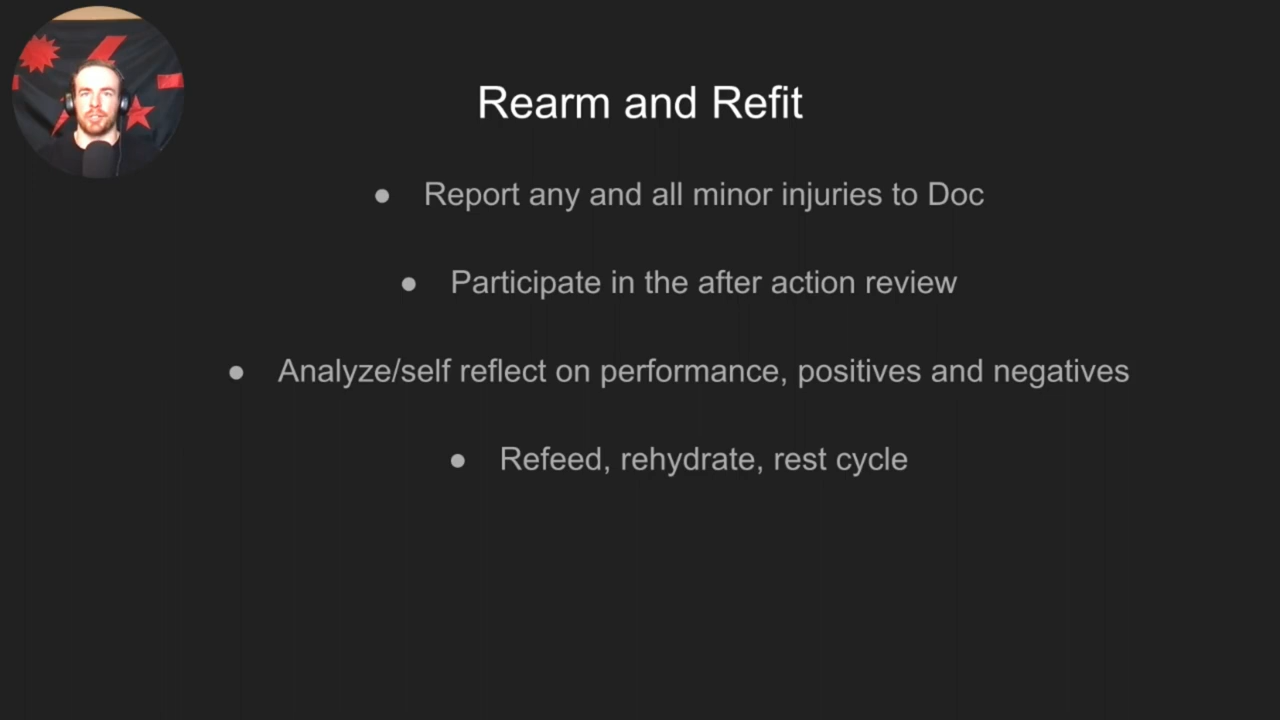 Rearm and Refit
● Report any and all minor injuries to Doc
● Participate in the after action review
● Analyze/self reflect on performance, positives and negatives
● Refeed, rehydrate, rest cycle